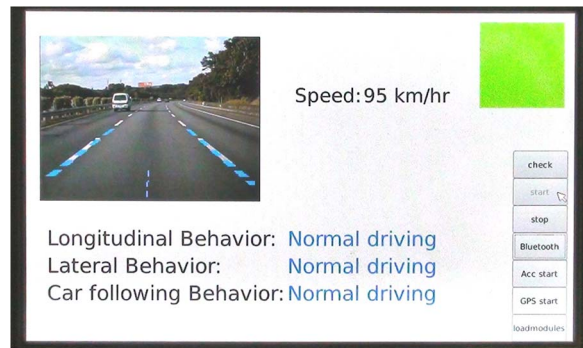 Speed: 95 km/hr
check
start
stop
Bluetooth
Acc start
GPS start
loadmodules
Longitudinal Behavior: Normal driving
Lateral Behavior: Normal driving
Car following Behavior: Normal driving